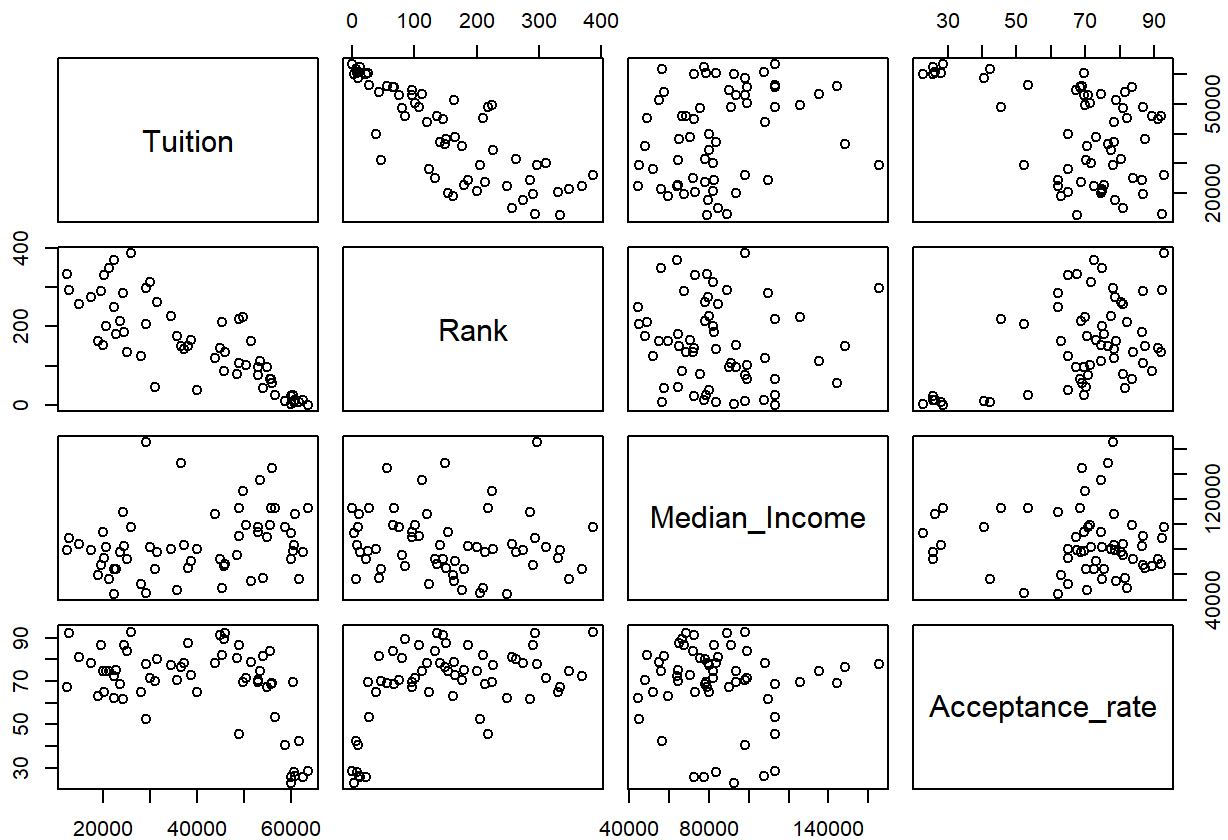 0 100 200 300 400
30 50 70 90
Tuition
20000 50000
0 200 400
Rank
Median_Income
40000 120000
30 50 70 90
Acceptance_rate
20000 40000 60000
40000 80000 140000